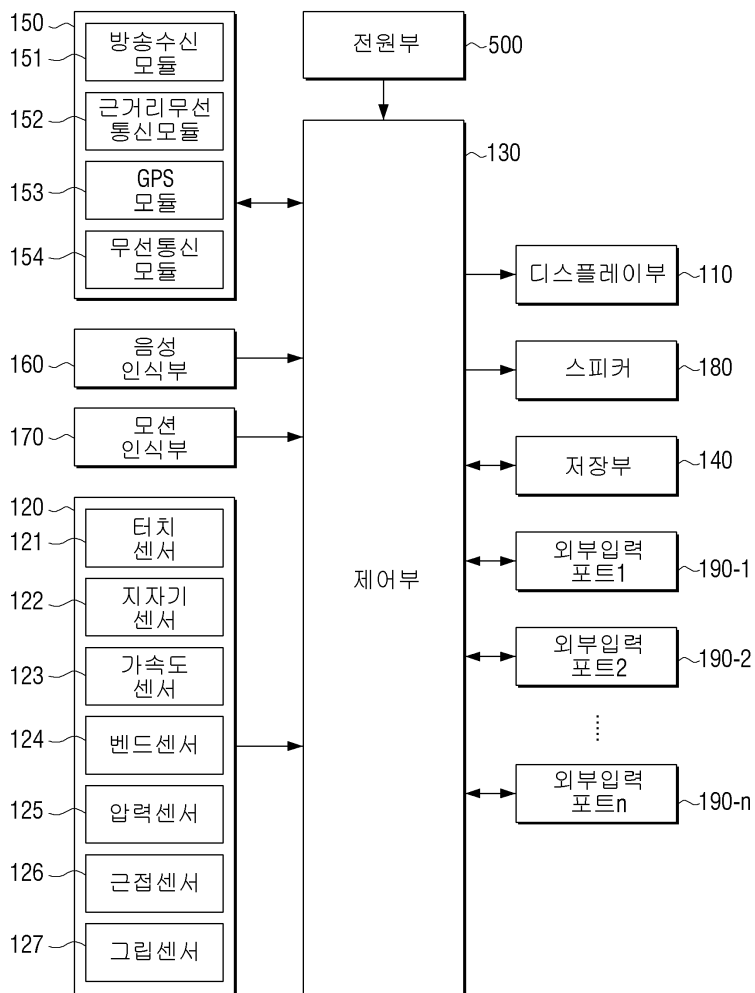 150
방송수신
모듈
151
근거리무선
통신모듈
152
GPS
모듈
153
무선통신
모듈
154
음성
인식부
160
모션
인식부
170
120
터치
센서
121
지자기
센서
122
가속도
센서
123
벤드센서
124
압력센서
125
근접센서
126
그립센서
127
전원부
500
제어부
130
디스플레이부
110
스피커
180
저장부
140
외부입력
포트1
190-1
외부입력
포트2
190-2
외부입력
포트n
190-n